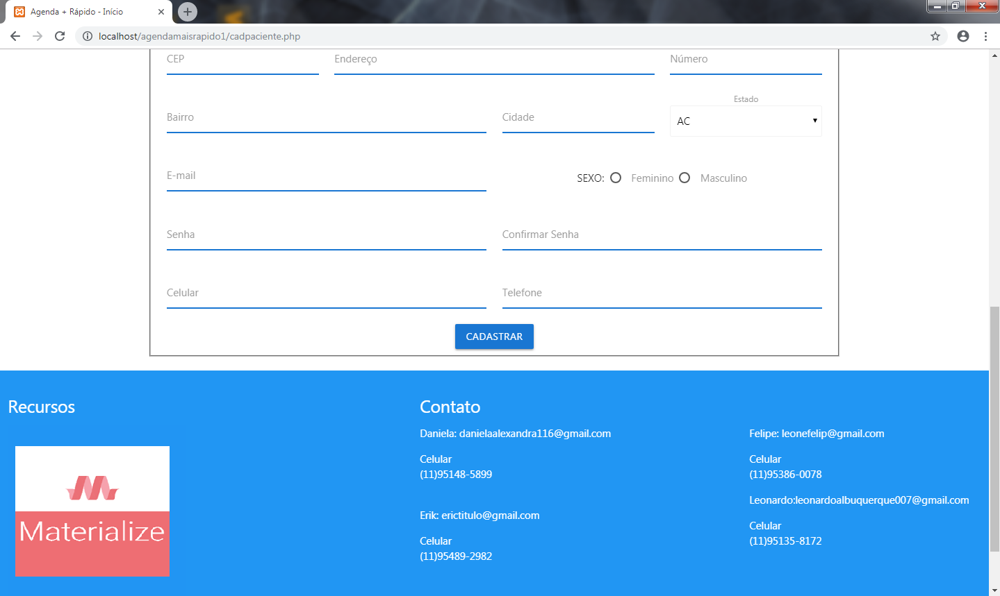 Agenda + Rápido - Início
localhost/agendamaisrapido1/cadpaciente.php
CEP
Endereço
Número
Bairro
Cidade
Estado
AC
E-mail
SEXO: Feminino Masculino
Senha
Confirmar Senha
Celular
Telefone
CADASTRAR
Recursos
Materialize
Contato
Daniela: danielaalexandra116@gmail.com
Celular
(11)95148-5899
Erik: erictitulo@gmail.com
Celular
(11)95489-2982
Felipe: leonefelip@gmail.com
Celular
(11)95386-0078
Leonardo:leonardoalbuquerque007@gmail.com
Celular
(11)95135-8172